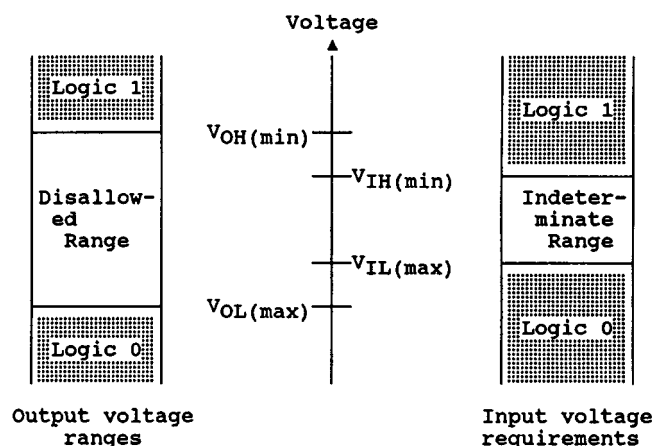 Voltage
Logic 1
Disallow-
ed
Range
Logic 0
Output voltage
ranges
VOH(min)
VIH(min)
VIL(max)
VOL(max)
Logic 1
Indeter-
minate
Range
Logic 0
Input voltage
requirements